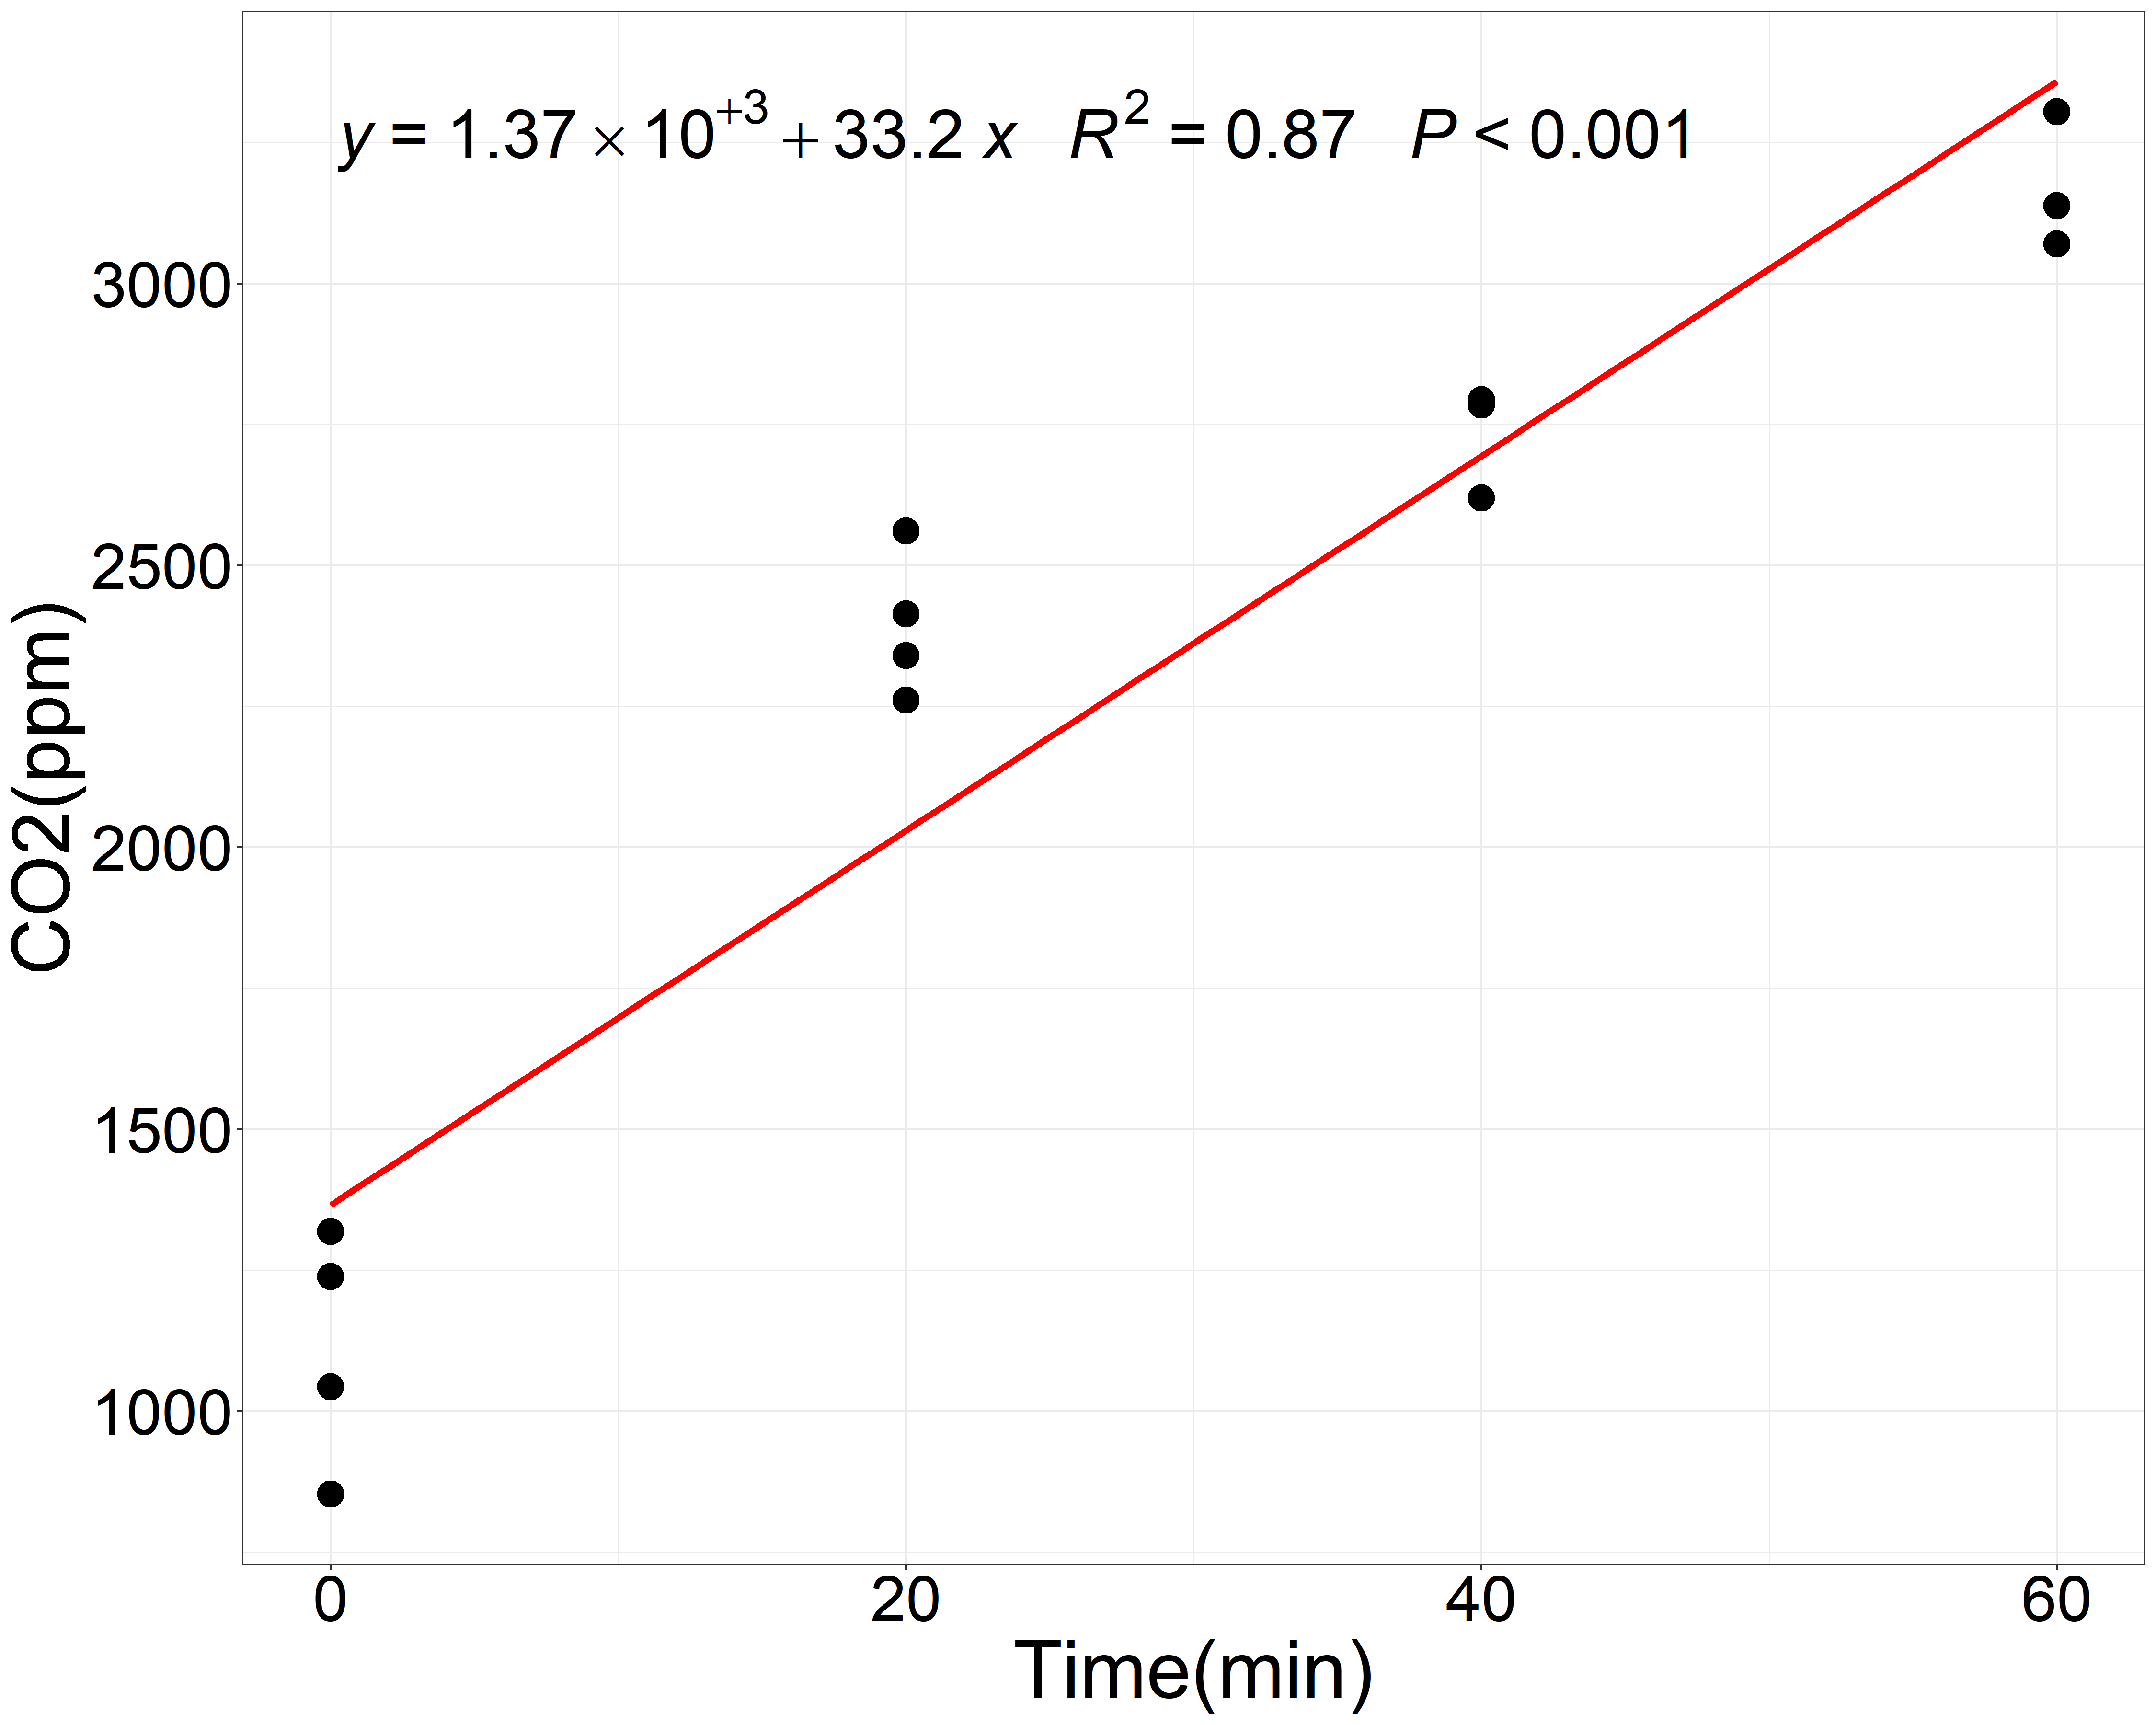 y = 1.37×10⁺³ + 33.2 x   R² = 0.87   P < 0.001
CO2(ppm)
3000
2500
2000
1500
1000
0 20 40 60
Time(min)